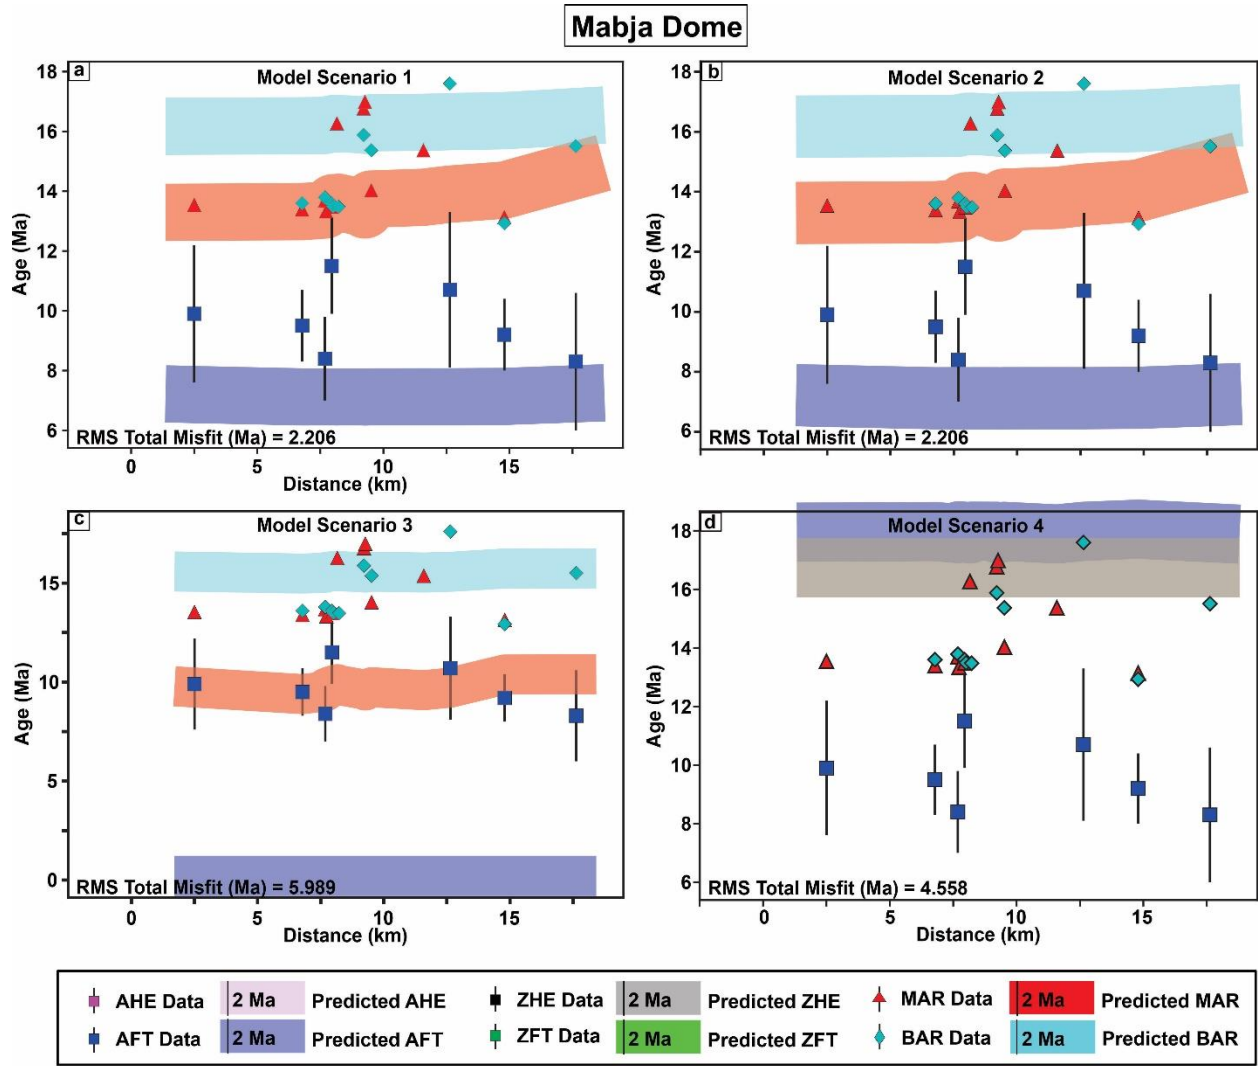 Mabja Dome
a
Model Scenario 1
18
16
14
12
10
8
6
Age (Ma)
RMS Total Misfit (Ma) = 2.206
0 5 10 15
Distance (km)
b
Model Scenario 2
18
16
14
12
10
8
6
Age (Ma)
RMS Total Misfit (Ma) = 2.206
c
Model Scenario 3
15
10
5
0
Age (Ma)
RMS Total Misfit (Ma) = 5.989
0 5 10 15
Distance (km)
d
Model Scenario 4
18
16
14
12
10
8
6
Age (Ma)
RMS Total Misfit (Ma) = 4.558
0 5 10 15
Distance (km)
AHE Data 2 Ma Predicted AHE ZHE Data 2 Ma Predicted ZHE MAR Data 2 Ma Predicted MAR
AFT Data 2 Ma Predicted AFT ZFT Data 2 Ma Predicted ZFT BAR Data 2 Ma Predicted BAR